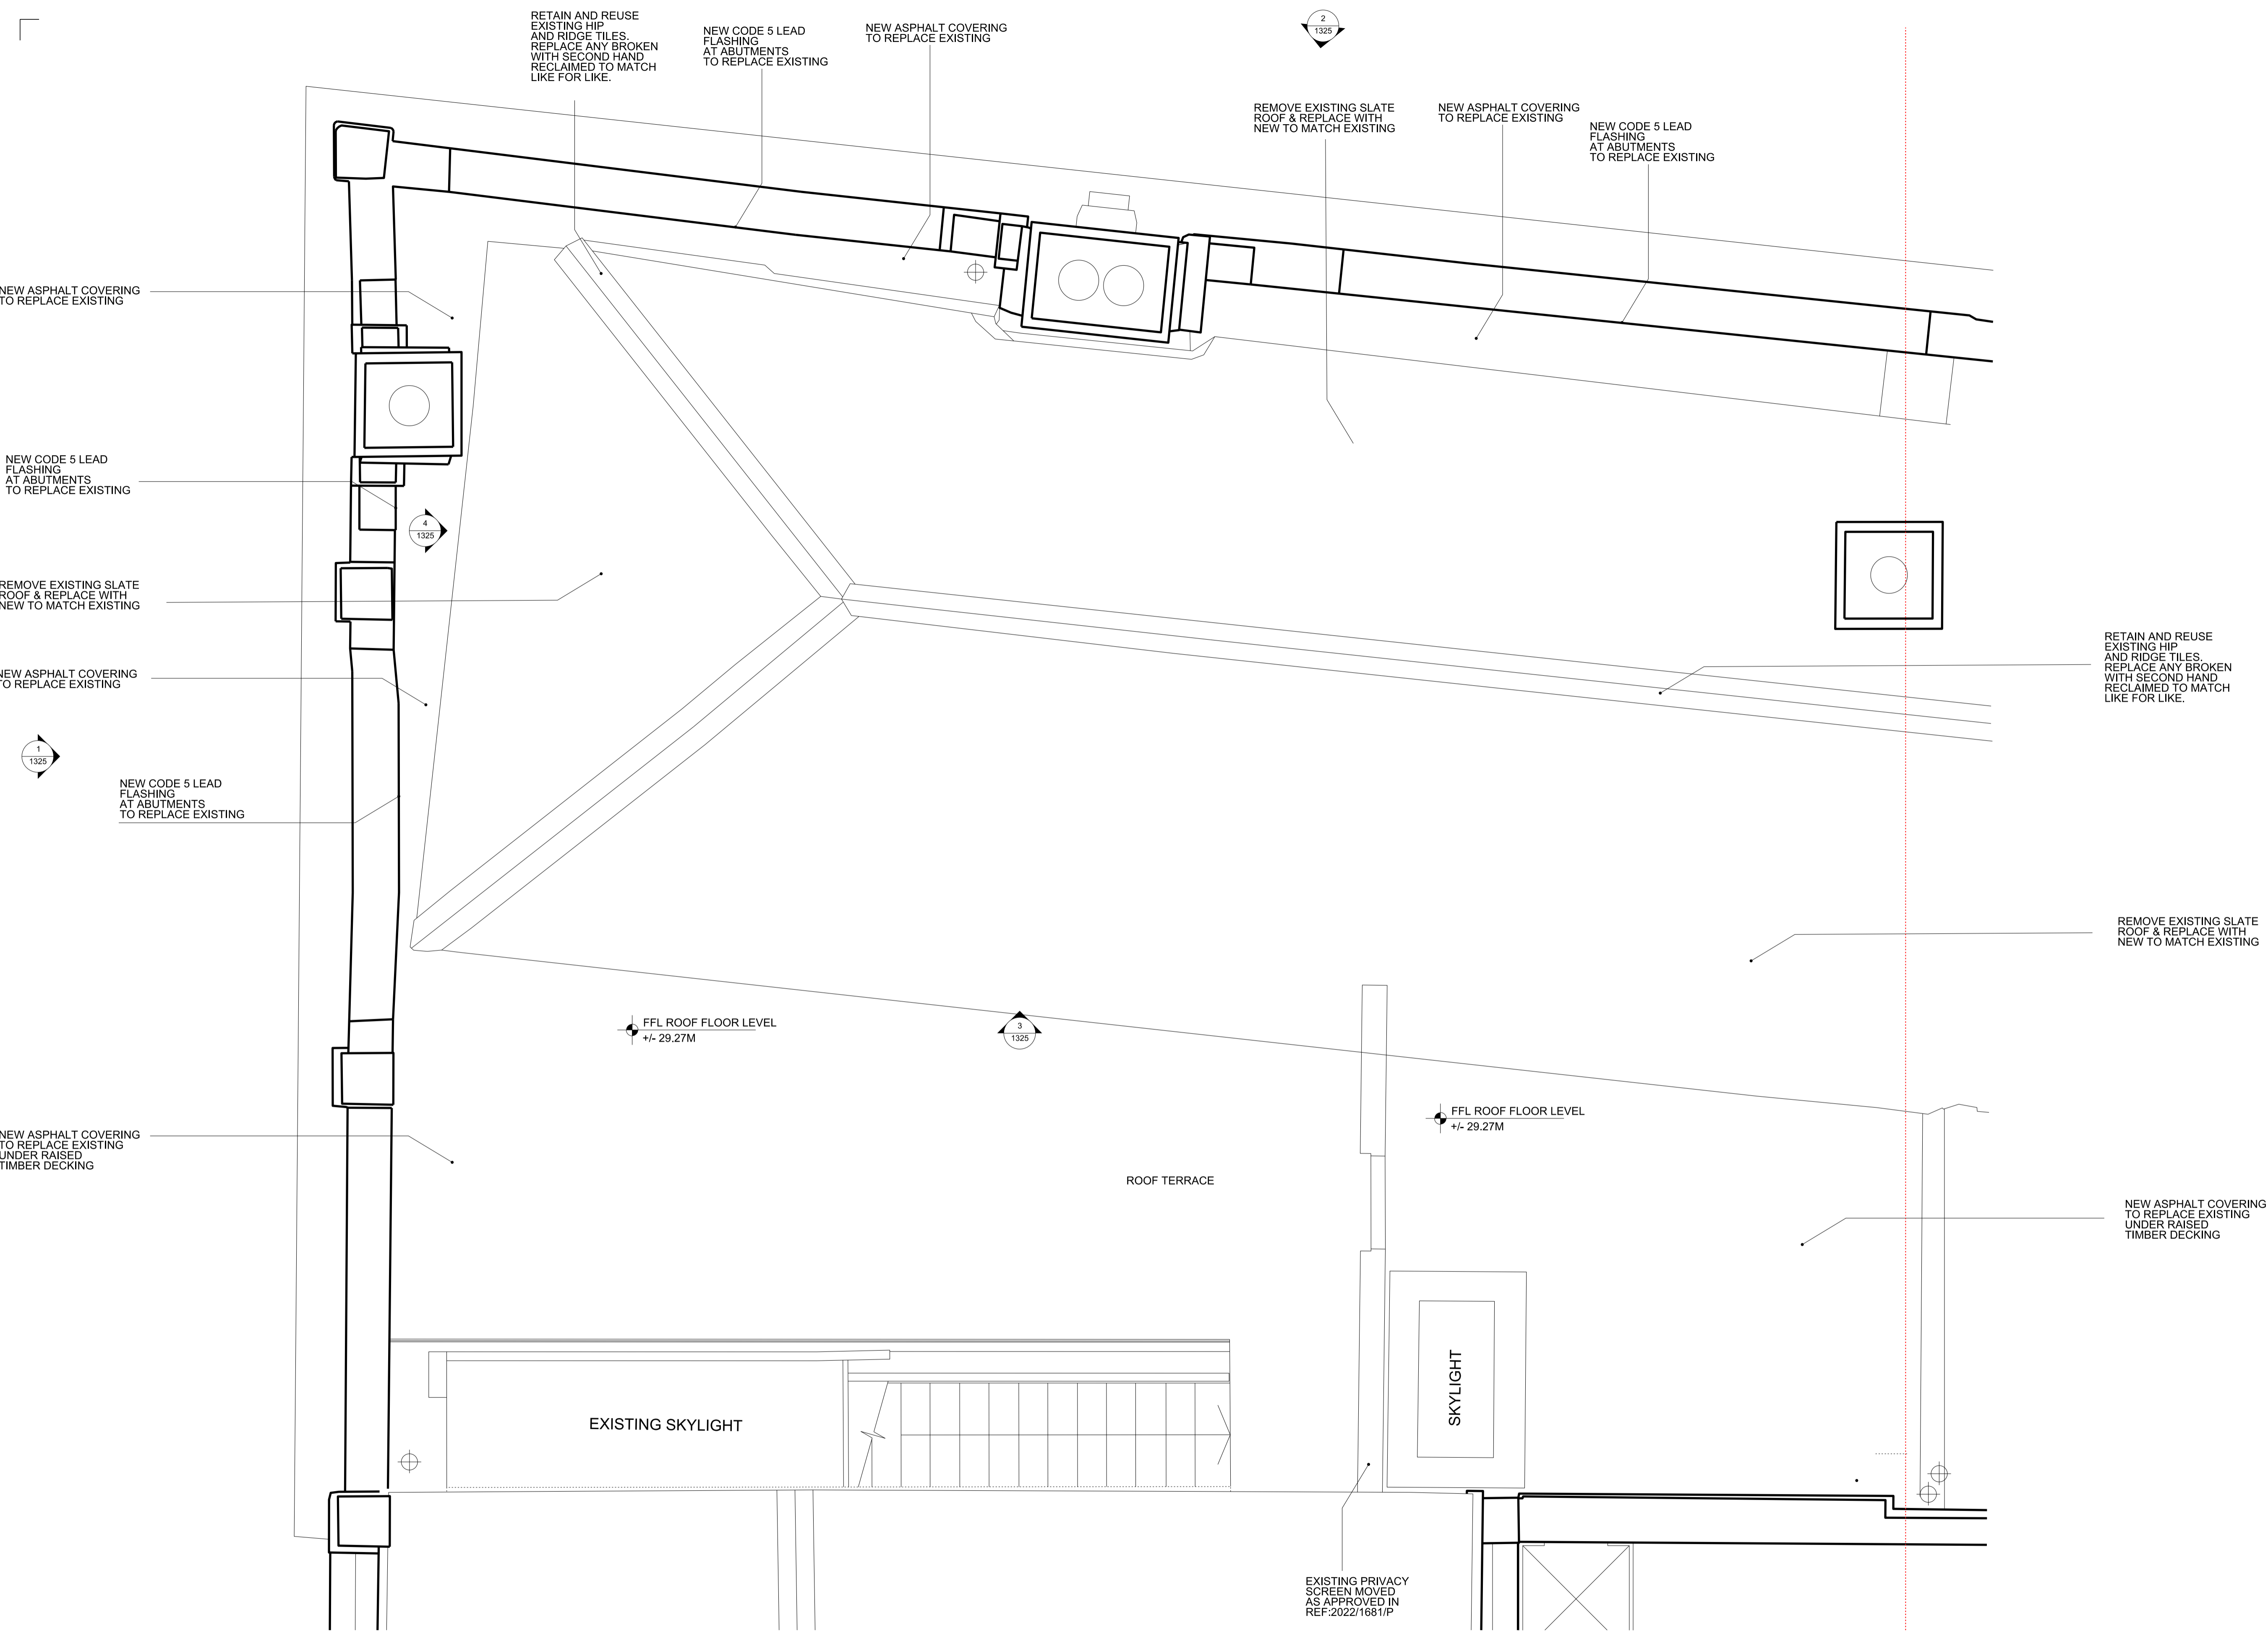 RETAIN AND REUSE
EXISTING HIP
AND RIDGE TILES.
REPLACE ANY BROKEN
WITH SECOND HAND
RECLAIMED TO MATCH
LIKE FOR LIKE.
NEW CODE 5 LEAD
FLASHING
AT ABUTMENTS
TO REPLACE EXISTING
NEW ASPHALT COVERING
TO REPLACE EXISTING
2
1325
REMOVE EXISTING SLATE
ROOF & REPLACE WITH
NEW TO MATCH EXISTING
NEW ASPHALT COVERING
TO REPLACE EXISTING
NEW CODE 5 LEAD
FLASHING
AT ABUTMENTS
TO REPLACE EXISTING
NEW ASPHALT COVERING
TO REPLACE EXISTING
NEW CODE 5 LEAD
FLASHING
AT ABUTMENTS
TO REPLACE EXISTING
4
1325
REMOVE EXISTING SLATE
ROOF & REPLACE WITH
NEW TO MATCH EXISTING
RETAIN AND REUSE
EXISTING HIP
AND RIDGE TILES.
REPLACE ANY BROKEN
WITH SECOND HAND
RECLAIMED TO MATCH
LIKE FOR LIKE.
NEW ASPHALT COVERING
TO REPLACE EXISTING
1
1325
NEW CODE 5 LEAD
FLASHING
AT ABUTMENTS
TO REPLACE EXISTING
REMOVE EXISTING SLATE
ROOF & REPLACE WITH
NEW TO MATCH EXISTING
FFL ROOF FLOOR LEVEL
+/- 29.27M
3
1325
FFL ROOF FLOOR LEVEL
+/- 29.27M
NEW ASPHALT COVERING
TO REPLACE EXISTING
UNDER RAISED
TIMBER DECKING
ROOF TERRACE
NEW ASPHALT COVERING
TO REPLACE EXISTING
UNDER RAISED
TIMBER DECKING
SKYLIGHT
EXISTING SKYLIGHT
EXISTING PRIVACY
SCREEN MOVED
AS APPROVED IN
REF:2022/1681/P